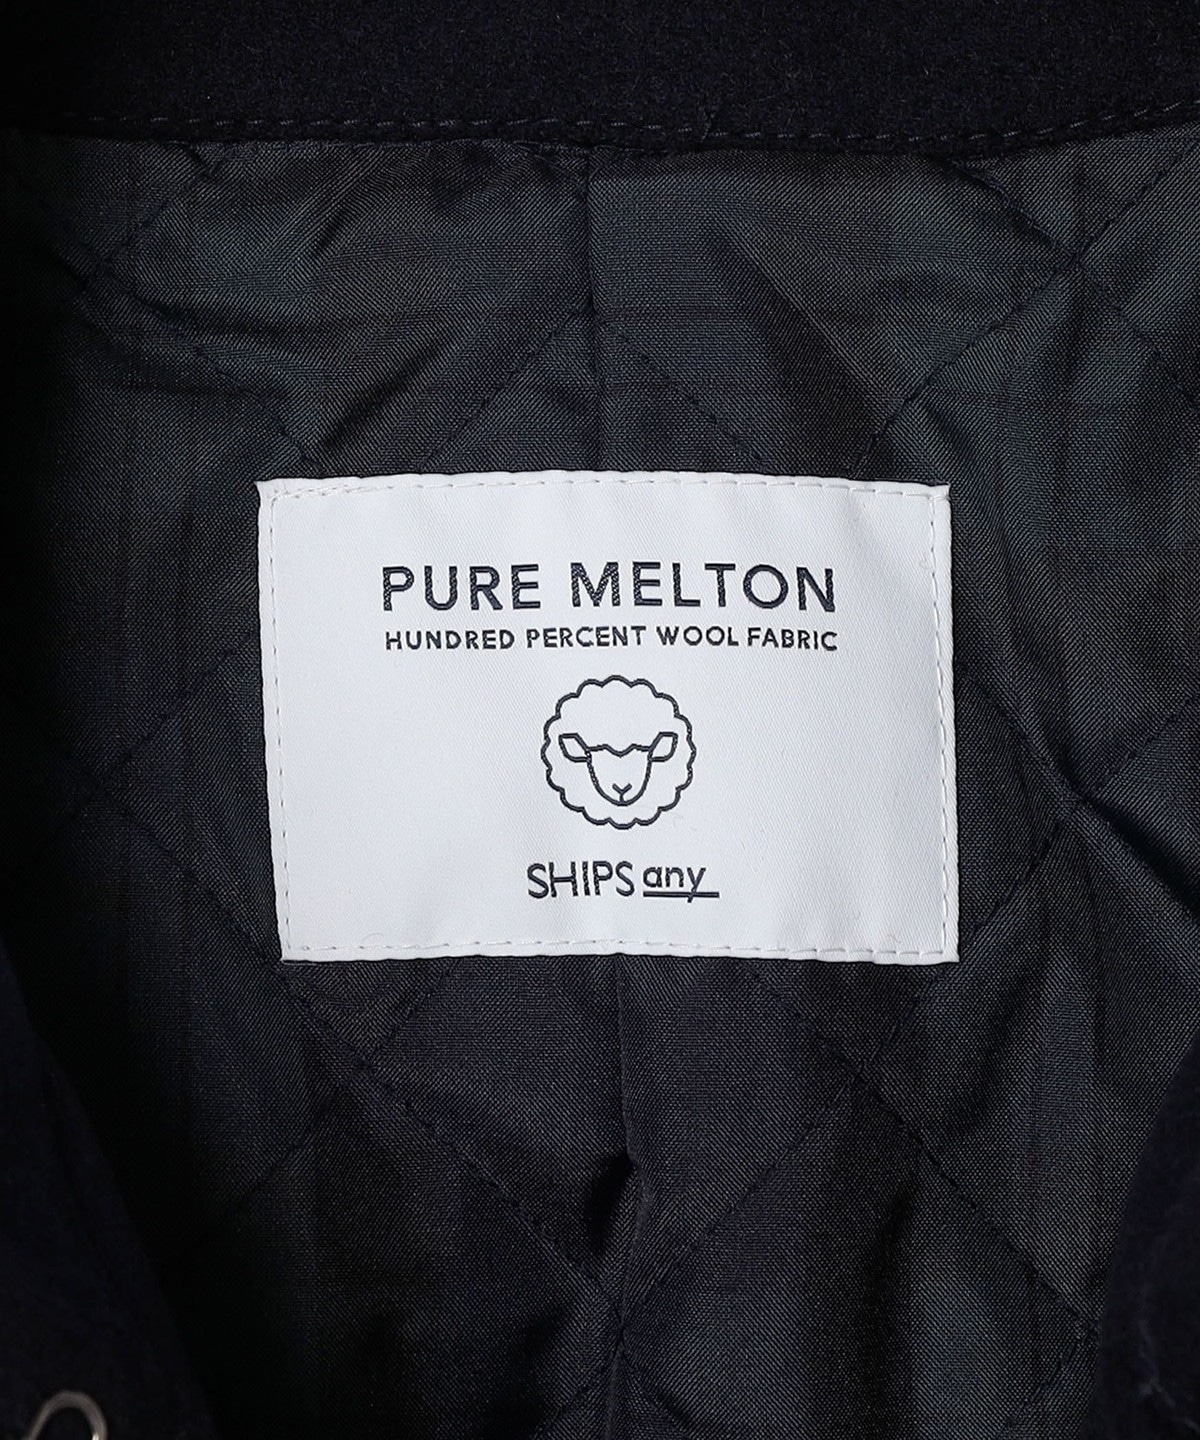 PURE MELTON
HUNDRED PERCENT WOOL FABRIC
SHIPS any